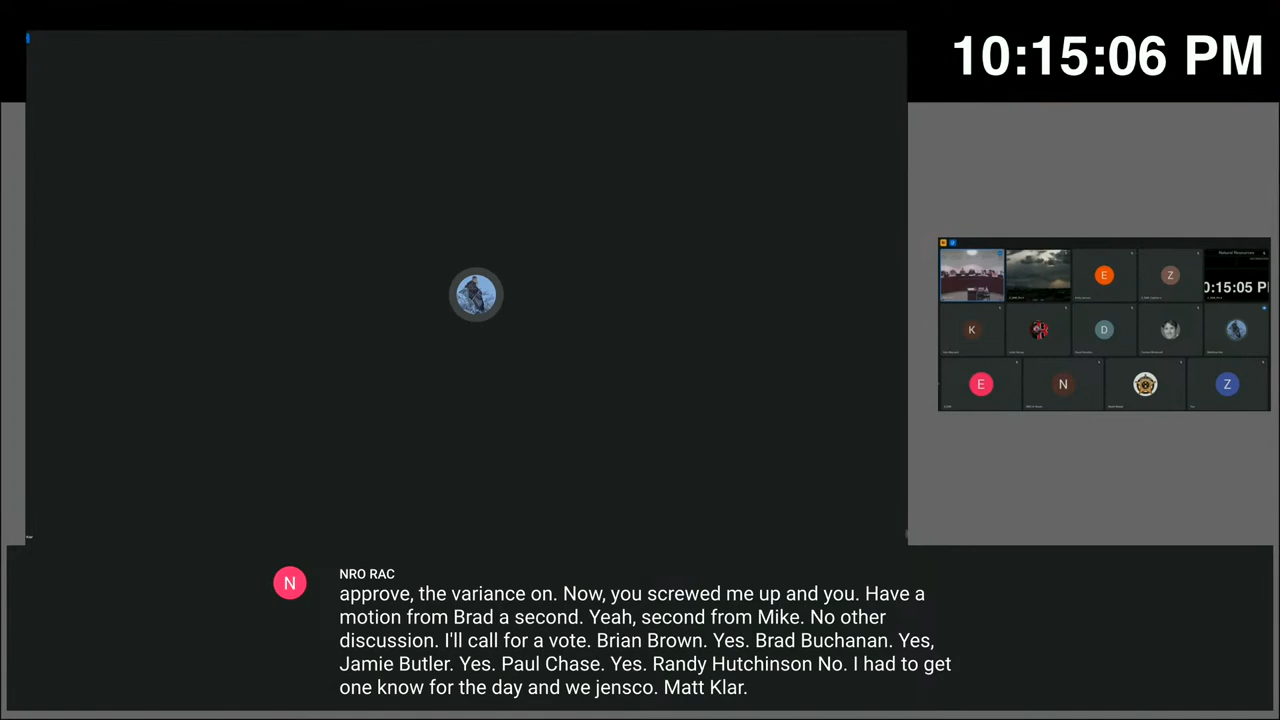 10:15:06 PM
Natural Resources
0:15:05 PM
E
Z
K
D
E
N
Z
N
NRO RAC
approve, the variance on. Now, you screwed me up and you. Have a
motion from Brad a second. Yeah, second from Mike. No other
discussion. I'll call for a vote. Brian Brown. Yes. Brad Buchanan. Yes,
Jamie Butler. Yes. Paul Chase. Yes. Randy Hutchinson No. I had to get
one know for the day and we jensco. Matt Klar.